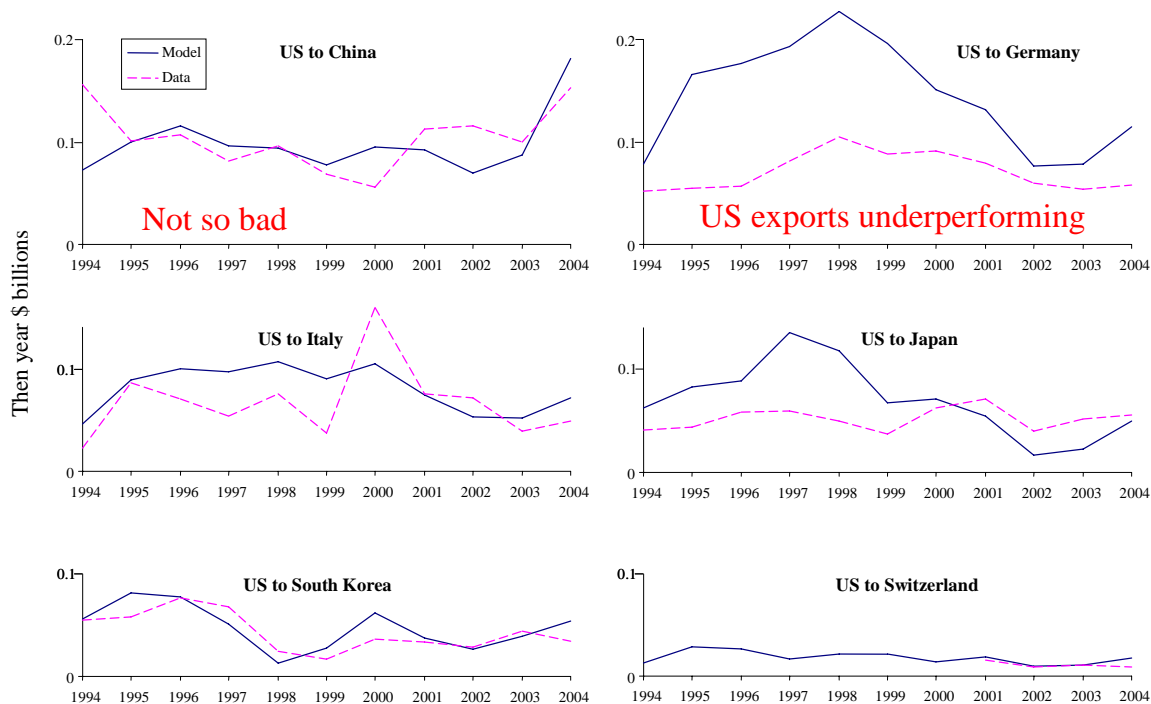 Then year $ billions
US to China
Model
Data
0.2
0.1
0
Not so bad
1994 1995 1996 1997 1998 1999 2000 2001 2002 2003 2004
US to Germany
0.2
0.1
0
US exports underperforming
1994 1995 1996 1997 1998 1999 2000 2001 2002 2003 2004
US to Italy
0.1
0
1994 1995 1996 1997 1998 1999 2000 2001 2002 2003 2004
US to Japan
0.1
0
1994 1995 1996 1997 1998 1999 2000 2001 2002 2003 2004
US to South Korea
0.1
0
1994 1995 1996 1997 1998 1999 2000 2001 2002 2003 2004
US to Switzerland
0.1
0
1994 1995 1996 1997 1998 1999 2000 2001 2002 2003 2004